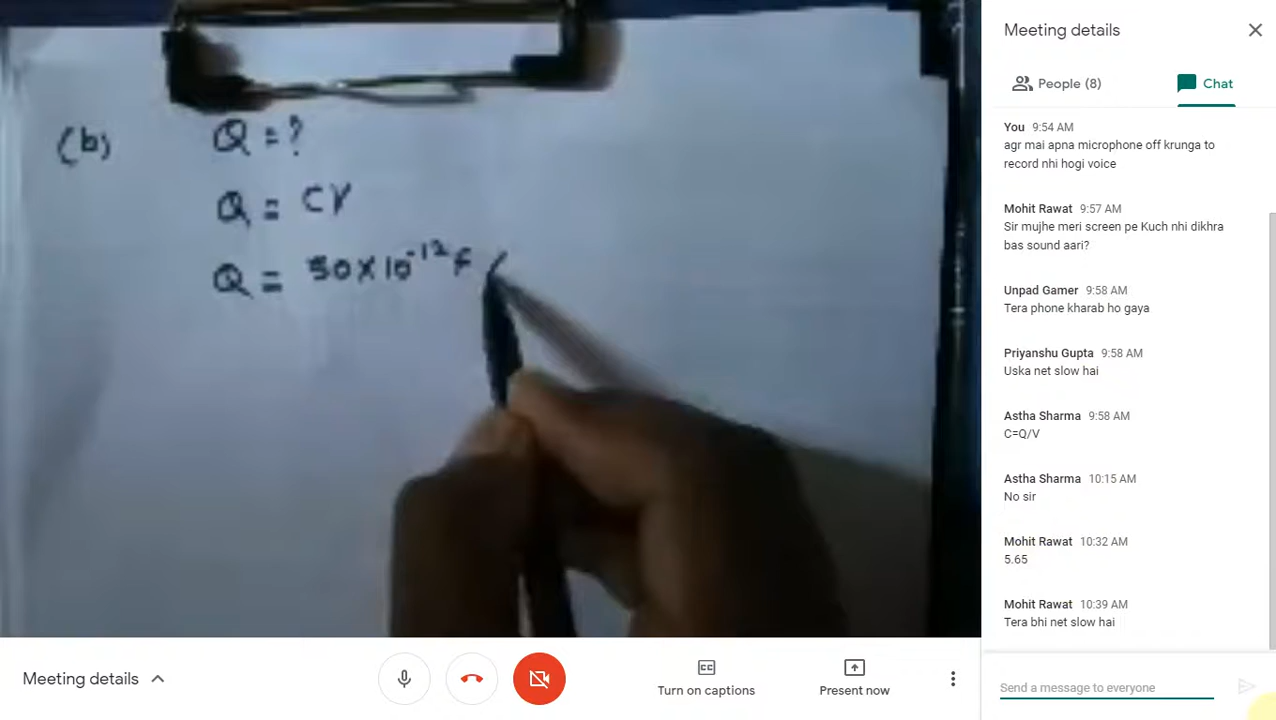 (b) Q = ?
Q = CV
Q = 50×10⁻¹² F (
Meeting details
People (8)
Chat
You 9:54 AM
agr mai apna microphone off krunga to
record nhi hogi voice
Mohit Rawat 9:57 AM
Sir mujhe meri screen pe Kuch nhi dikhra
bas sound aari?
Unpad Gamer 9:58 AM
Tera phone kharab ho gaya
Priyanshu Gupta 9:58 AM
Uska net slow hai
Astha Sharma 9:58 AM
C=Q/V
Astha Sharma 10:15 AM
No sir
Mohit Rawat 10:32 AM
5.65
Mohit Rawat 10:39 AM
Tera bhi net slow hai
Send a message to everyone
Meeting details
Turn on captions
Present now